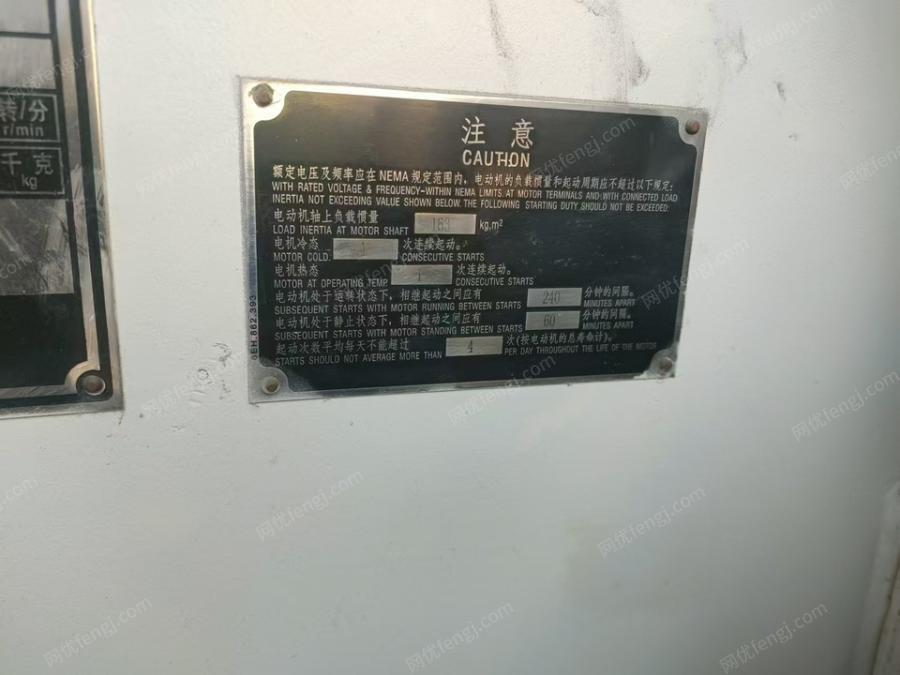 转/分
r/min
千克
kg
注 意
CAUTION
额定电压及频率应在 NEMA 规定范围内，电动机的负载惯量和起动周期应不超过以下规定：
WITH RATED VOLTAGE & FREQUENCY-WITHIN NEMA LIMITS AT MOTOR TERMINALS AND WITH CONNECTED LOAD
INERTIA NOT EXCEEDING VALUE SHOWN BELOW. THE FOLLOWING STARTING DUTY SHOULD NOT BE EXCEEDED:
电动机轴上负载惯量
LOAD INERTIA AT MOTOR SHAFT 163 kg.m²
电机冷态 次连续起动。
MOTOR COLD. CONSECUTIVE STARTS
电机热态 次连续起动。
MOTOR AT OPERATING TEMP. CONSECUTIVE STARTS
电动机处于运转状态下，相继起动之间应有 240 分钟的间隔。
SUBSEQUENT STARTS WITH MOTOR RUNNING BETWEEN STARTS MINUTES APART
电动机处于静止状态下，相继起动之间应有 60 分钟的间隔。
SUBSEQUENT STARTS WITH MOTOR STANDING BETWEEN STARTS MINUTES APART
起动次数平均每天不能超过 4 次(按电动机的总寿命计)。
STARTS SHOULD NOT AVERAGE MORE THAN PER DAY THROUGHOUT THE LIFE OF THE MOTOR
EH.862.393
网优fengj.com